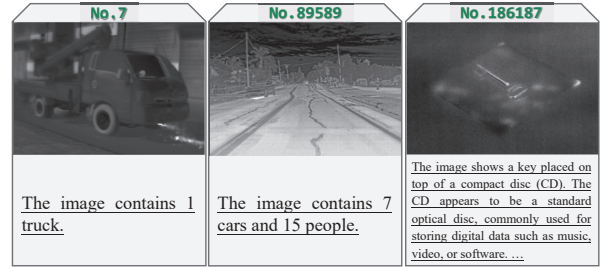 No.7
The image contains 1
truck.
No.89589
The image contains 7
cars and 15 people.
No.186187
The image shows a key placed on
top of a compact disc (CD). The
CD appears to be a standard
optical disc, commonly used for
storing digital data such as music,
video, or software. …